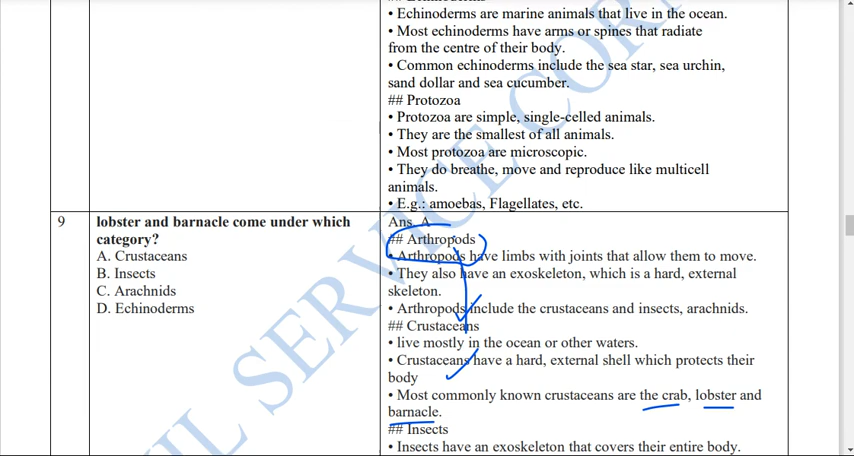 • Echinoderms are marine animals that live in the ocean.
• Most echinoderms have arms or spines that radiate
from the centre of their body.
• Common echinoderms include the sea star, sea urchin,
sand dollar and sea cucumber.
## Protozoa
• Protozoa are simple, single-celled animals.
• They are the smallest of all animals.
• Most protozoa are microscopic.
• They do breathe, move and reproduce like multicell
animals.
• E.g.: amoebas, Flagellates, etc.
9
lobster and barnacle come under which
category?
A. Crustaceans
B. Insects
C. Arachnids
D. Echinoderms
Ans. A
## Arthropods
• Arthropods have limbs with joints that allow them to move.
• They also have an exoskeleton, which is a hard, external
skeleton.
• Arthropods include the crustaceans and insects, arachnids.
## Crustaceans
• live mostly in the ocean or other waters.
• Crustaceans have a hard, external shell which protects their
body
• Most commonly known crustaceans are the crab, lobster and
barnacle.
## Insects
• Insects have an exoskeleton that covers their entire body.